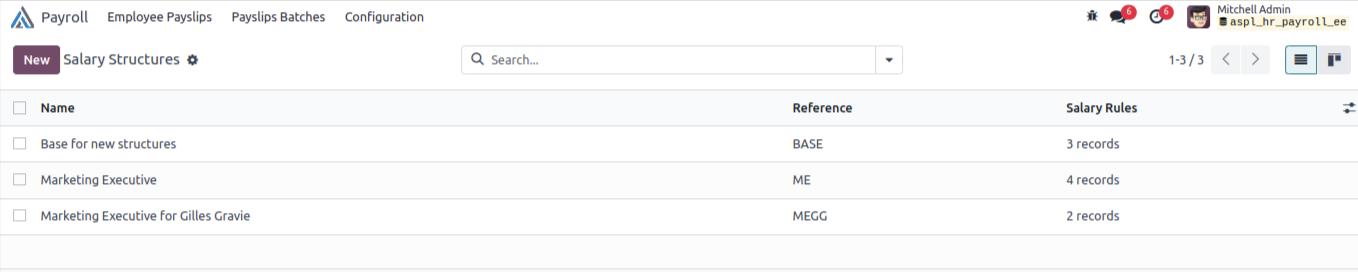 Payroll Employee Payslips Payslips Batches Configuration 6 6 Mitchell Admin
aspl_hr_payroll_ee
New Salary Structures Search... 1-3 / 3
Name Reference Salary Rules
Base for new structures BASE 3 records
Marketing Executive ME 4 records
Marketing Executive for Gilles Gravie MEGG 2 records